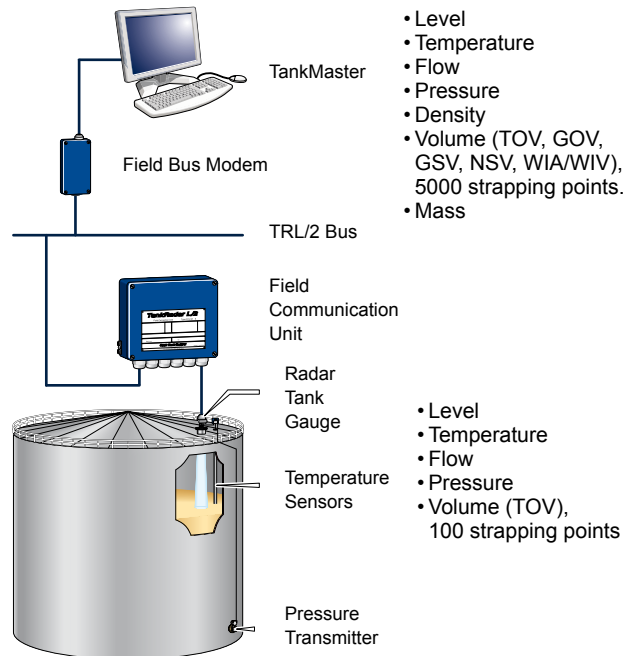 TankMaster
• Level
• Temperature
• Flow
• Pressure
• Density
• Volume (TOV, GOV,
GSV, NSV, WIA/WIV),
5000 strapping points.
• Mass
Field Bus Modem
TRL/2 Bus
Field
Communication
Unit
TankRadar L/2
Radar
Tank
Gauge
Temperature
Sensors
Pressure
Transmitter
• Level
• Temperature
• Flow
• Pressure
• Volume (TOV),
100 strapping points